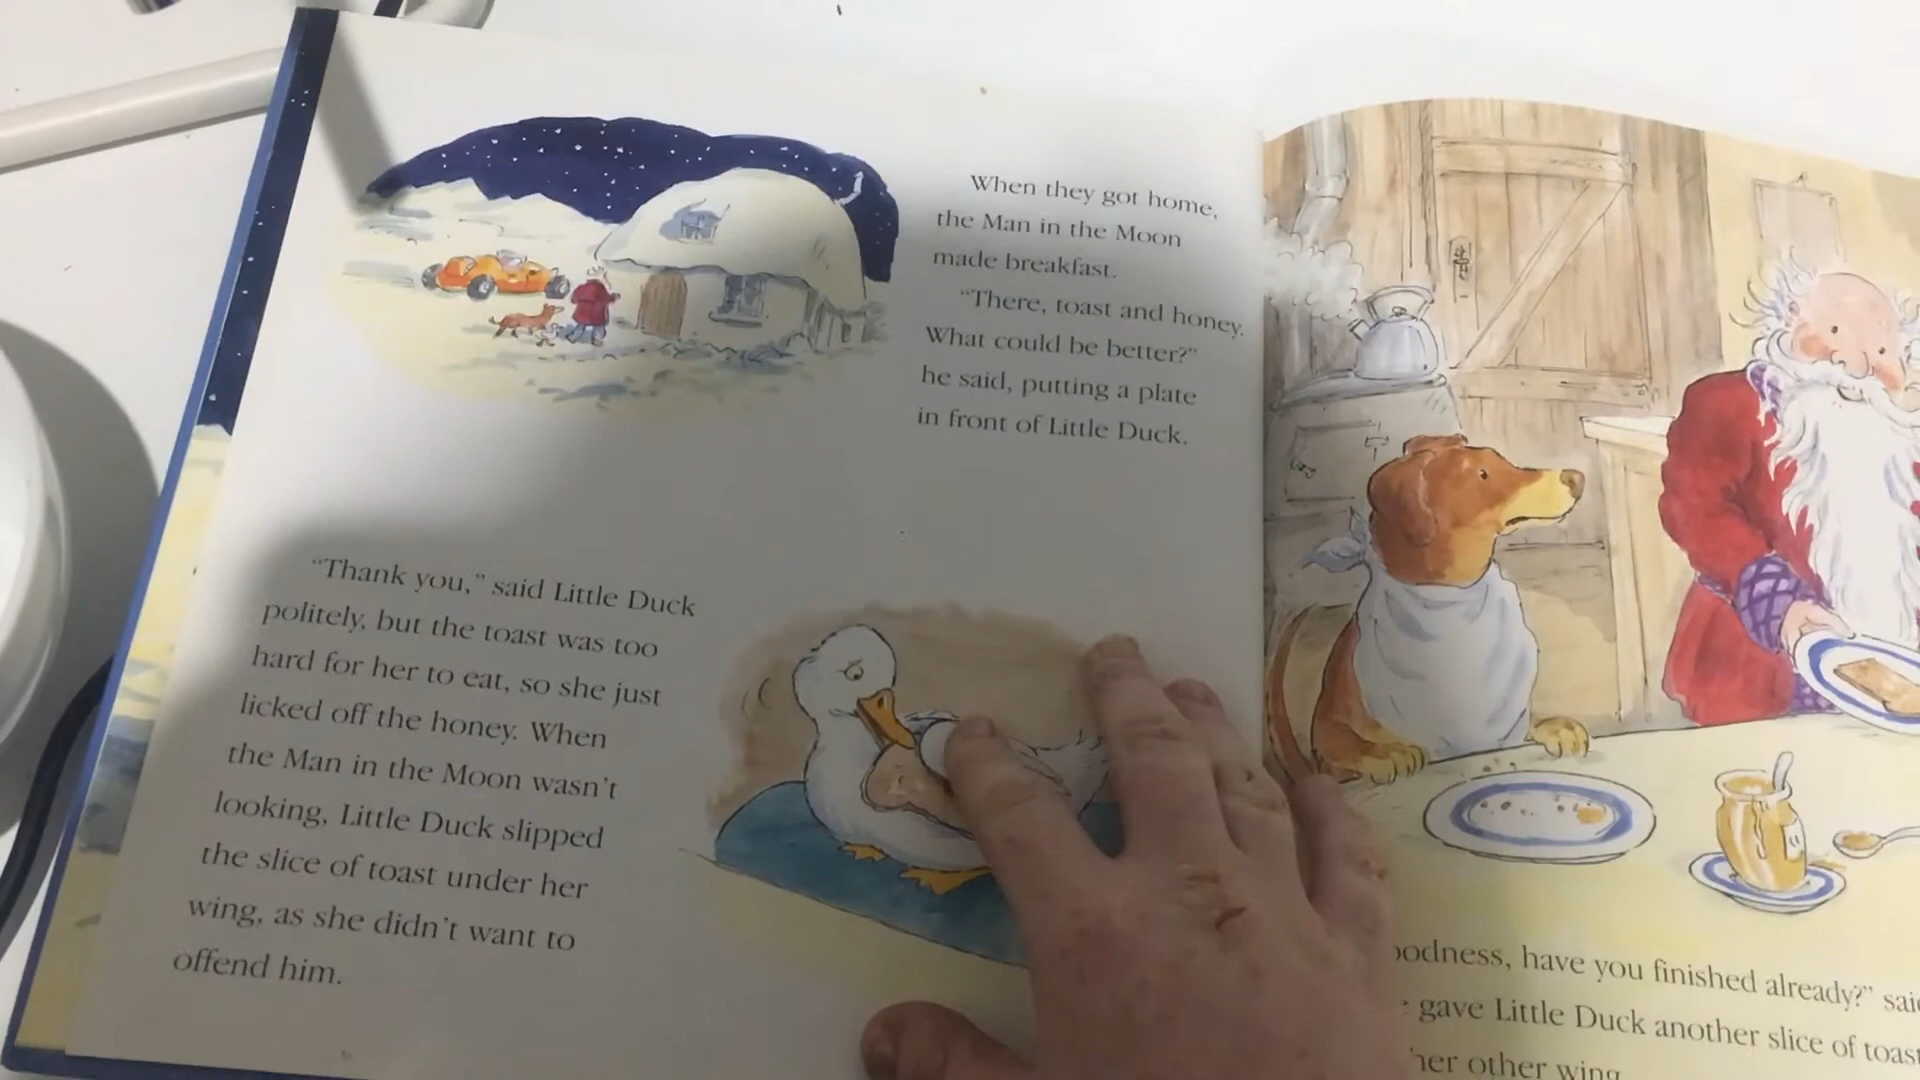 When they got home,
the Man in the Moon
made breakfast.
“There, toast and honey.
What could be better?”
he said, putting a plate
in front of Little Duck.
“Thank you,” said Little Duck
politely, but the toast was too
hard for her to eat, so she just
licked off the honey. When
the Man in the Moon wasn’t
looking, Little Duck slipped
the slice of toast under her
wing, as she didn’t want to
offend him.
have you finished already?”
gave Little Duck another slice of toast
other wing